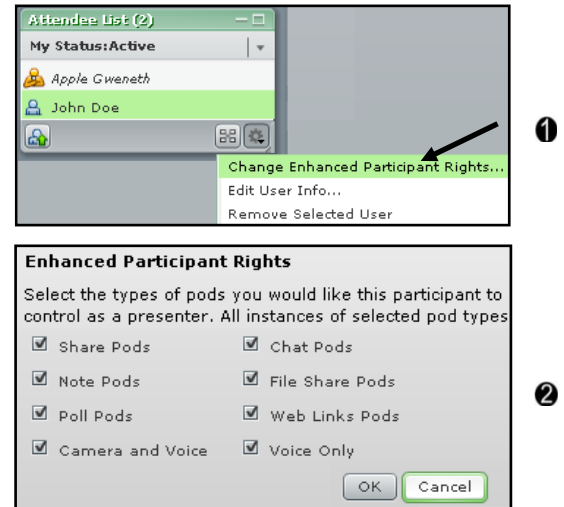 Attendee List (2)
My Status:Active
Apple Gweneth
John Doe
❶
Change Enhanced Participant Rights...
Edit User Info...
Remove Selected User
Enhanced Participant Rights
Select the types of pods you would like this participant to
control as a presenter. All instances of selected pod types
Share Pods Chat Pods
Note Pods File Share Pods
❷
Poll Pods Web Links Pods
Camera and Voice Voice Only
OK Cancel